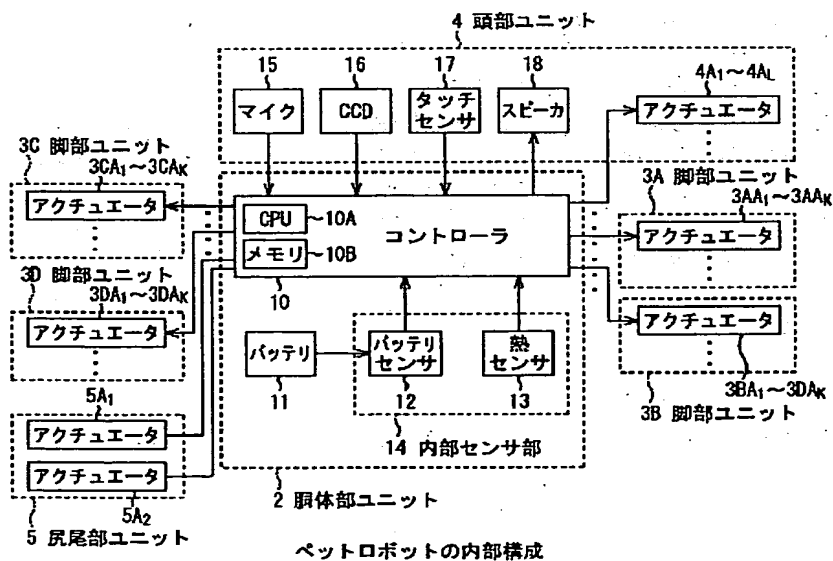 4 頭部ユニット
15
16
17
18
4A1〜4AL
マイク
CCD
タッチ
センサ
スピーカ
アクチュエータ
3C 脚部ユニット
3CA1〜3CAK
アクチュエータ
3A 脚部ユニット
3AA1〜3AAK
アクチュエータ
CPU
10A
コントローラ
メモリ
10B
10
3D 脚部ユニット
3DA1〜3DAK
アクチュエータ
アクチュエータ
3BA1〜3DAK
3B 脚部ユニット
バッテリ
11
バッテリ
センサ
12
熱
センサ
13
14 内部センサ部
5A1
アクチュエータ
アクチュエータ
5A2
5 尻尾部ユニット
2 胴体部ユニット
ペットロボットの内部構成